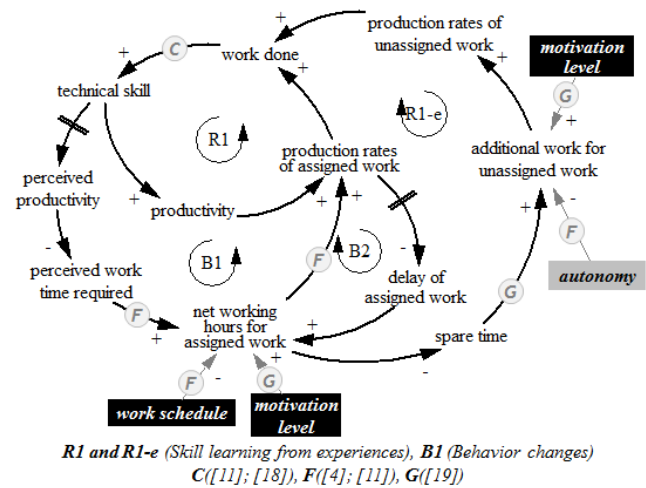 production rates of
unassigned work
+
+
C
work done
+
+
motivation
level
G
+
technical skill
R1
R1-e
production rates
of assigned work
additional work for
unassigned work
+
+
+
-
perceived
productivity
+
productivity
F
-
B1
F
B2
-
autonomy
perceived work
time required
delay of
assigned work
G
F
net working
hours for
assigned work
+
+
spare time
+
-
-
F
G
work schedule
motivation
level
R1 and R1-e (Skill learning from experiences), B1 (Behavior changes)
C([11]; [18]), F([4]; [11]), G([19])